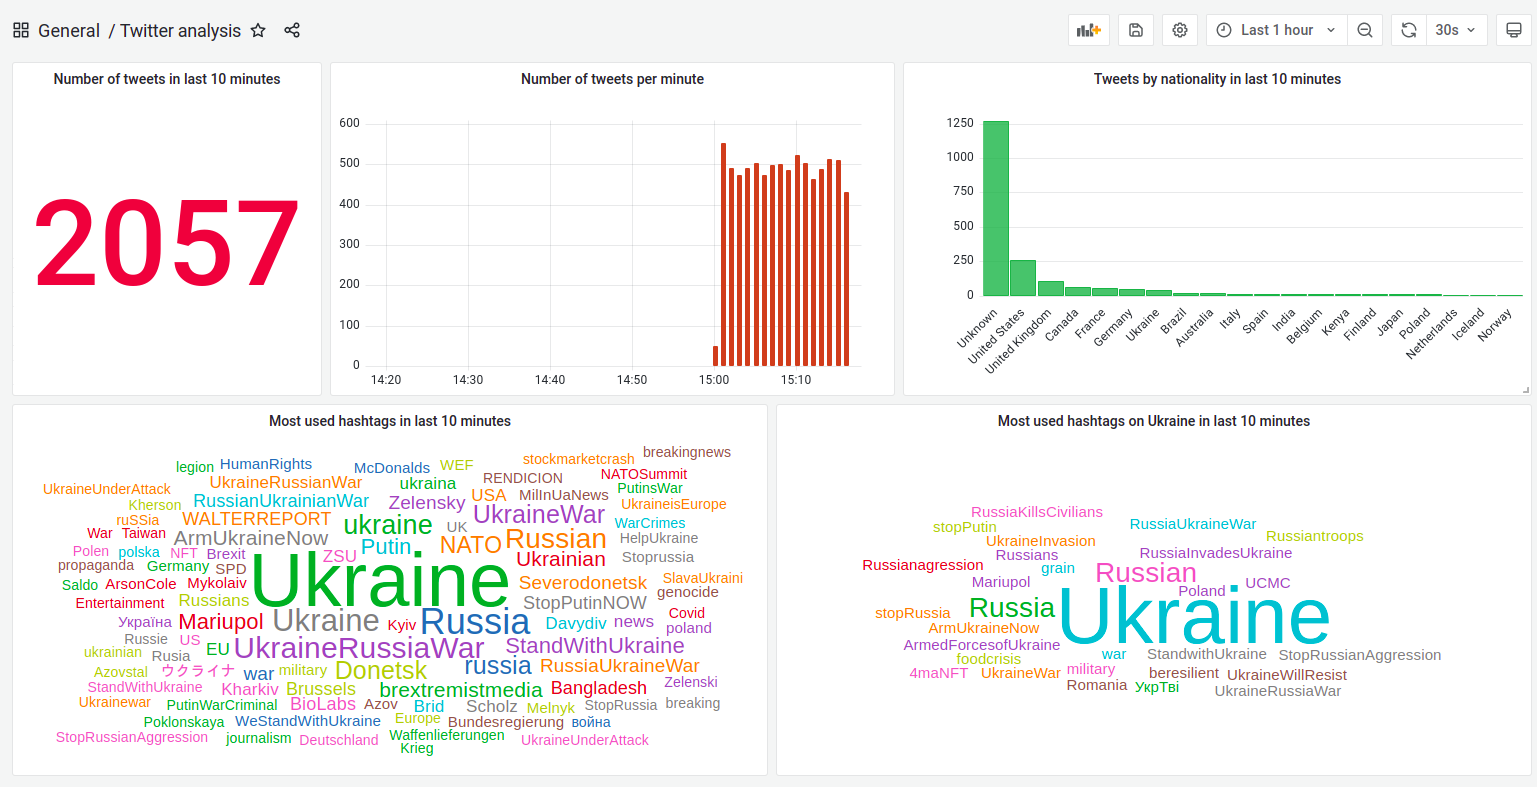 General / Twitter analysis
Last 1 hour
30s
Number of tweets in last 10 minutes
2057
Number of tweets per minute
600
500
400
300
200
100
0
14:20 14:30 14:40 14:50 15:00 15:10
Tweets by nationality in last 10 minutes
1250
1000
750
500
250
0
Unknown
United States
United Kingdom
Canada
France
Germany
Ukraine
Brazil
Australia
Italy
Spain
India
Belgium
Kenya
Finland
Japan
Poland
Netherlands
Iceland
Norway
Most used hashtags in last 10 minutes
stockmarketcrash breakingnews
legion HumanRights McDonalds WEF
RENDICION NATOSummit
UkraineUnderAttack UkraineRussianWar ukraina PutinsWar
Kherson RussianUkrainianWar Zelensky USA MilInUaNews UkraineisEurope
ruSSia WALTERREPORT ukraine UK UkraineWar WarCrimes
War Taiwan ArmUkraineNow Putin NATO Russian HelpUkraine
Polen polska NFT Brexit ZSU Ukrainian Stoprussia
propaganda Germany SPD
Saldo ArsonCole Mykolaiv Ukraine Severodonetsk SlavaUkraini
genocide
Entertainment Russians StopPutinNOW Covid
Україна Mariupol Ukraine Kyiv Russia Davydiv news poland
Russie US
ukrainian Rusia EU UkraineRussiaWar StandWithUkraine
Azovstal ウクライナ war military Donetsk russia RussiaUkraineWar
StandWithUkraine Kharkiv Brussels brextremistmedia Bangladesh Zelenski
Ukrainewar PutinWarCriminal BioLabs Azov Brid Scholz Melnyk StopRussia breaking
Poklonskaya WeStandWithUkraine Europe Bundesregierung война
StopRussianAggression journalism Deutschland Waffenlieferungen UkraineUnderAttack
Krieg
Most used hashtags on Ukraine in last 10 minutes
RussiaKillsCivilians
stopPutin RussiaUkraineWar
UkraineInvasion Russiantroops
Russians RussiaInvadesUkraine
Russianagression grain Russian
Mariupol Poland UCMC
stopRussia Russia Ukraine
ArmUkraineNow
ArmedForcesofUkraine war StandwithUkraine StopRussianAggression
foodcrisis
4maNFT UkraineWar military beresilient UkraineWillResist
Romania УкрТві UkraineRussiaWar